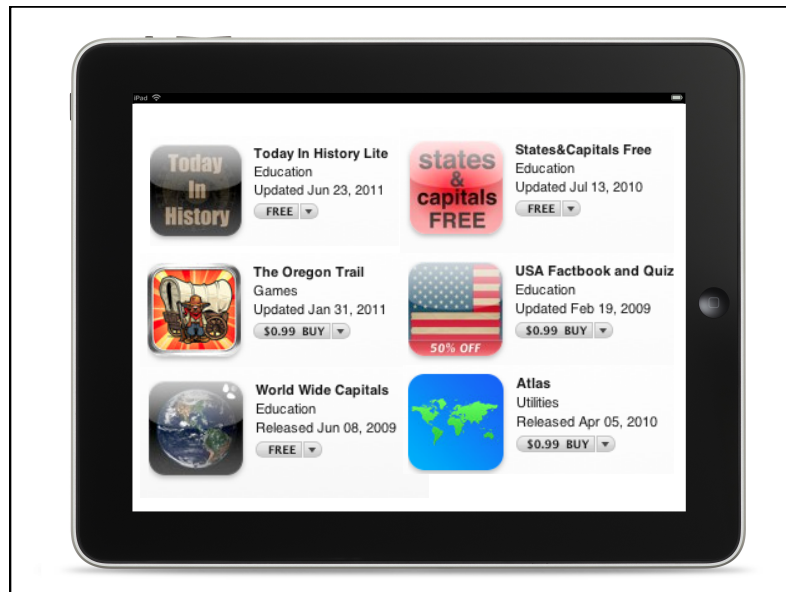 iPad
Today
In
History
Today In History Lite
Education
Updated Jun 23, 2011
FREE
states
&
capitals
FREE
States&Capitals Free
Education
Updated Jul 13, 2010
FREE
The Oregon Trail
Games
Updated Jan 31, 2011
$0.99 BUY
50% OFF
USA Factbook and Quiz
Education
Updated Feb 19, 2009
$0.99 BUY
World Wide Capitals
Education
Released Jun 08, 2009
FREE
Atlas
Utilities
Released Apr 05, 2010
$0.99 BUY